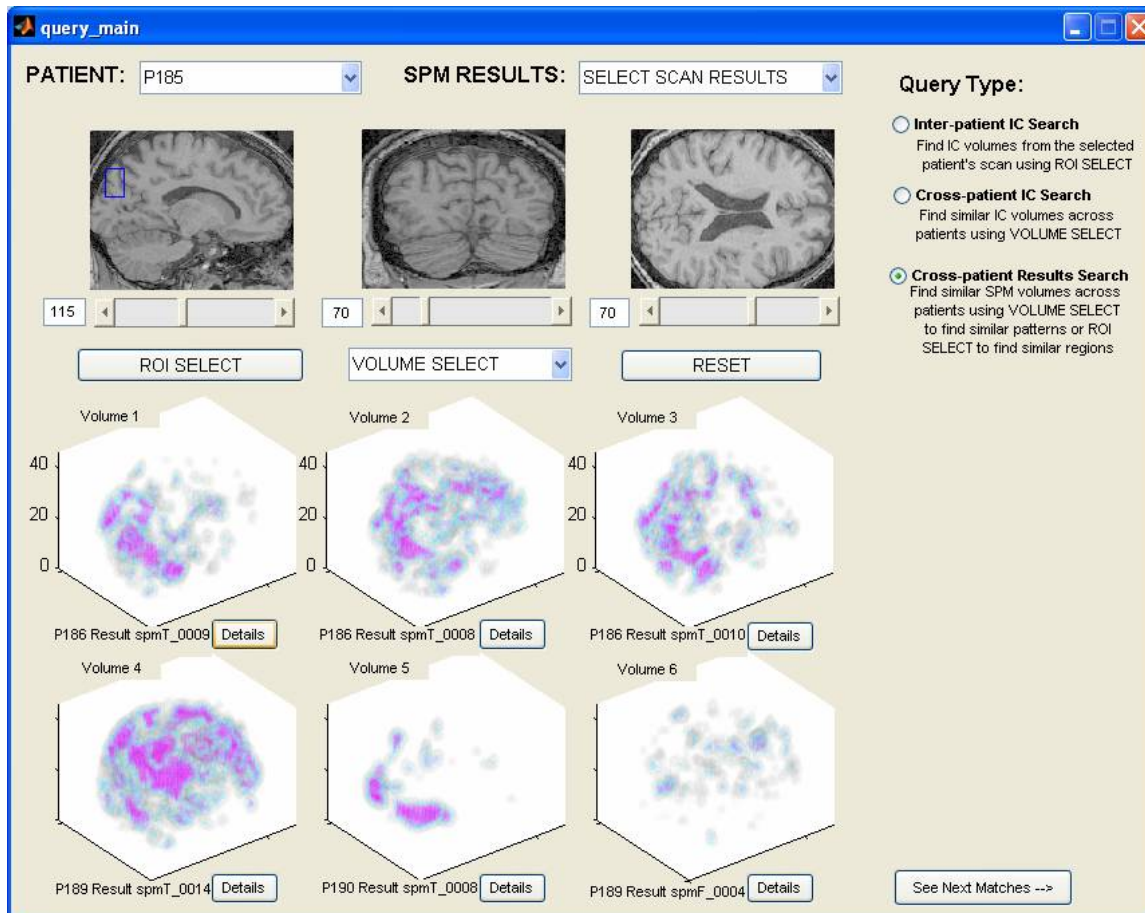 query_main
PATIENT: P185 SPM RESULTS: SELECT SCAN RESULTS
Query Type:
Inter-patient IC Search
Find IC volumes from the selected
patient's scan using ROI SELECT
Cross-patient IC Search
Find similar IC volumes across
patients using VOLUME SELECT
Cross-patient Results Search
Find similar SPM volumes across
patients using VOLUME SELECT
to find similar patterns or ROI
SELECT to find similar regions
115 70 70
ROI SELECT VOLUME SELECT RESET
Volume 1 Volume 2 Volume 3
40 40 40
20 20 20
0 0 0
P186 Result spmT_0009 Details P186 Result spmT_0008 Details P186 Result spmT_0010 Details
Volume 4 Volume 5 Volume 6
P189 Result spmT_0014 Details P190 Result spmT_0008 Details P189 Result spmF_0004 Details
See Next Matches -->